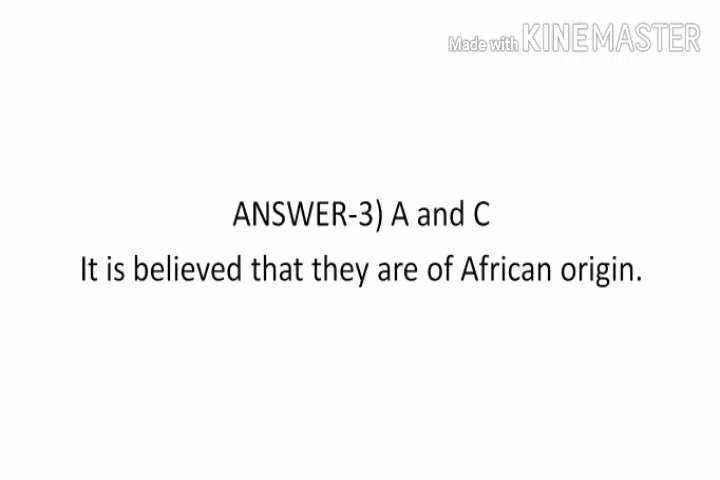 Made with KINEMASTER
ANSWER-3) A and C
It is believed that they are of African origin.